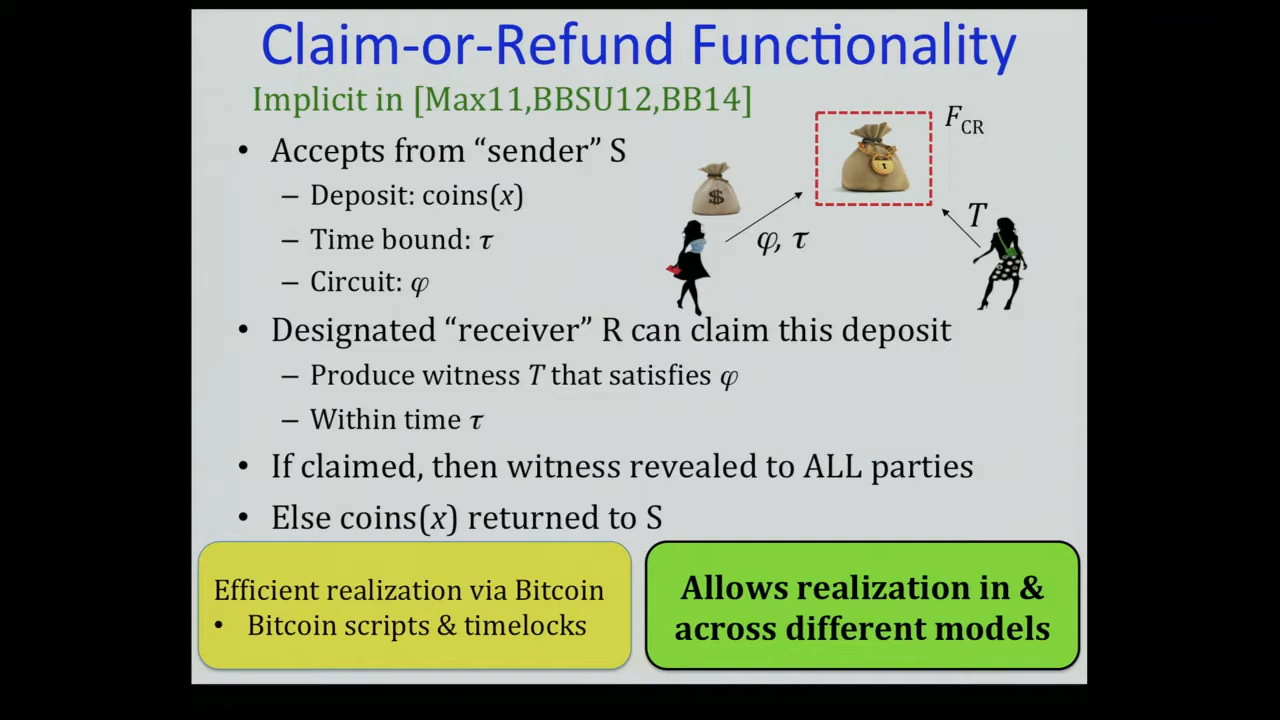 Claim-or-Refund Functionality
Implicit in [Max11,BBSU12,BB14]
• Accepts from “sender” S
– Deposit: coins(x)
– Time bound: τ
– Circuit: φ
F_CR
$
φ, τ
T
• Designated “receiver” R can claim this deposit
– Produce witness T that satisfies φ
– Within time τ
• If claimed, then witness revealed to ALL parties
• Else coins(x) returned to S
Efficient realization via Bitcoin
• Bitcoin scripts & timelocks
Allows realization in &
across different models